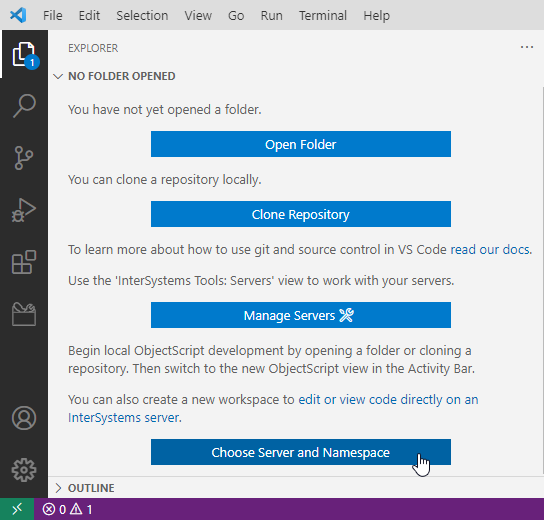 File Edit Selection View Go Run Terminal Help
EXPLORER
NO FOLDER OPENED
1
You have not yet opened a folder.
Open Folder
You can clone a repository locally.
Clone Repository
To learn more about how to use git and source control in VS Code read our docs.
Use the 'InterSystems Tools: Servers' view to work with your servers.
Manage Servers
Begin local ObjectScript development by opening a folder or cloning a
repository. Then switch to the new ObjectScript view in the Activity Bar.
You can also create a new workspace to edit or view code directly on an
InterSystems server.
Choose Server and Namespace
OUTLINE
0 1